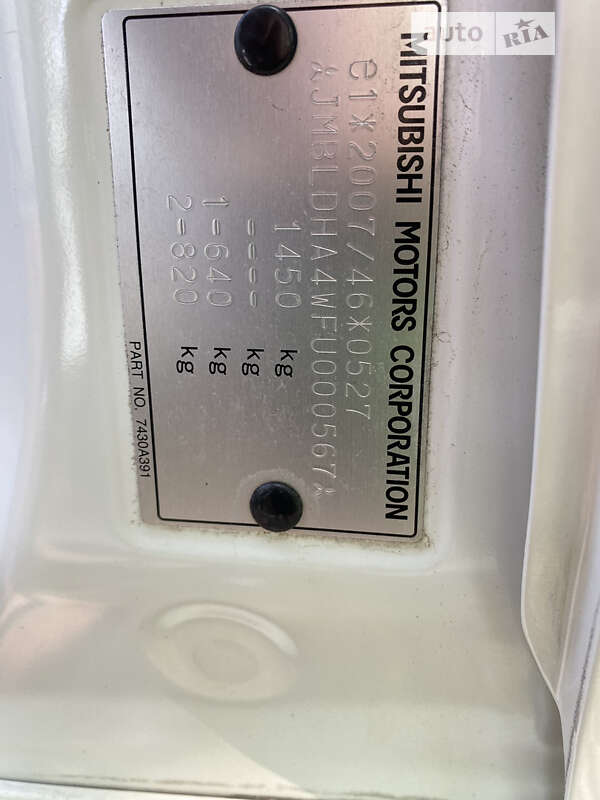 auto RIA
MITSUBISHI MOTORS CORPORATION
e1*2007/46*0527
&JMBLDHA4WFU000567&
1450 kg
---- kg
1-640 kg
2-820 kg
PART NO. 7430A391